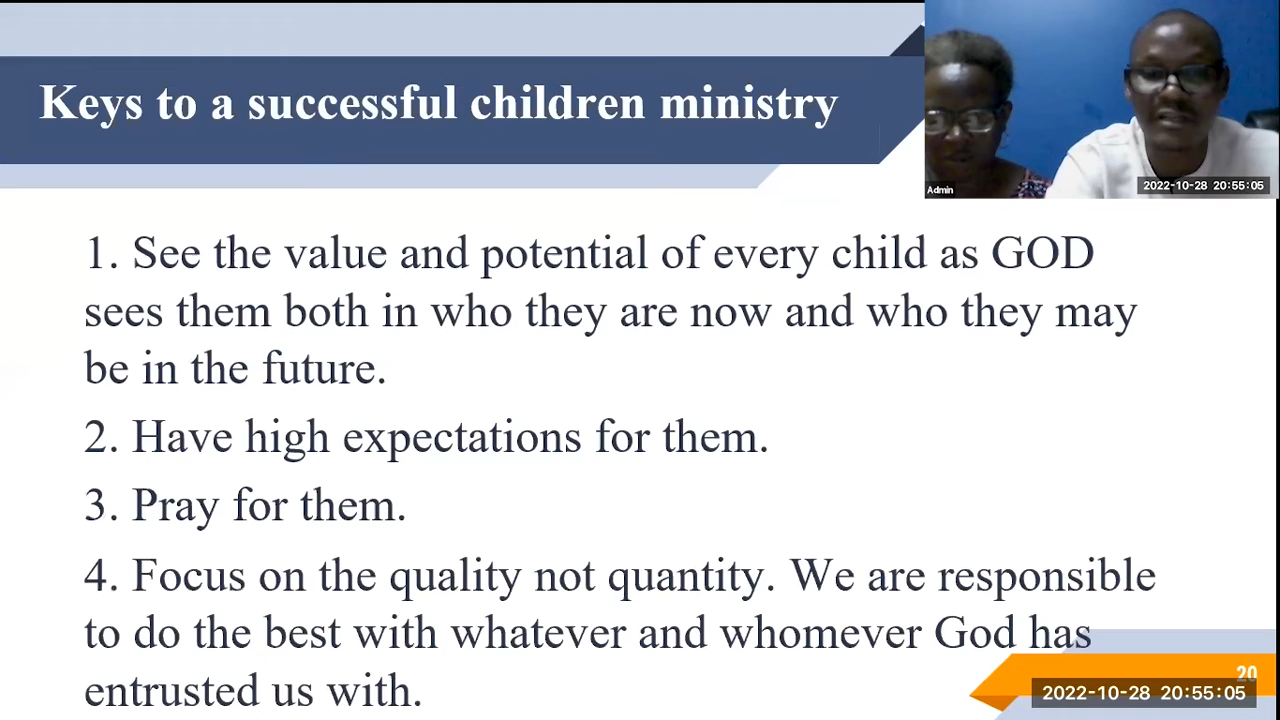 Keys to a successful children ministry
Admin
2022-10-28 20:55:05
1. See the value and potential of every child as GOD
sees them both in who they are now and who they may
be in the future.
2. Have high expectations for them.
3. Pray for them.
4. Focus on the quality not quantity. We are responsible
to do the best with whatever and whomever God has
entrusted us with.
20
2022-10-28 20:55:05